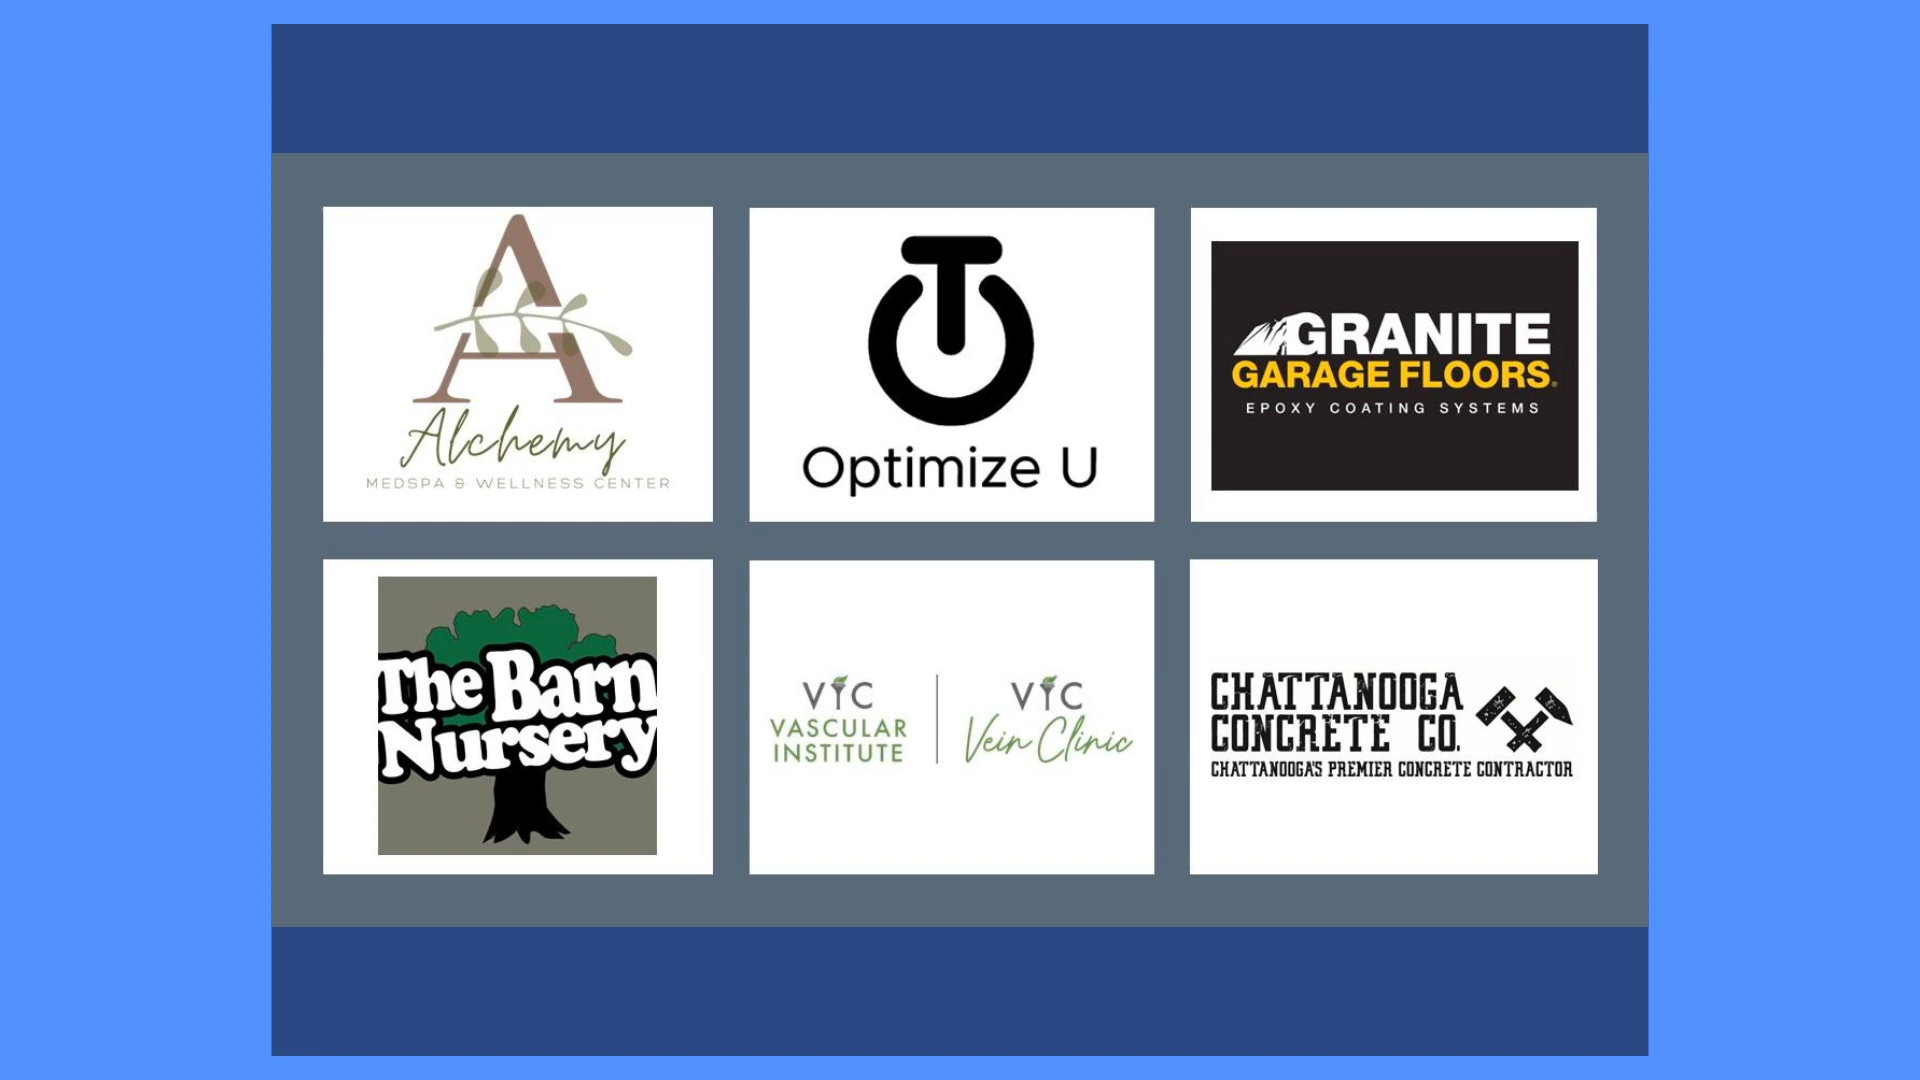 A
Alchemy
MEDSPA & WELLNESS CENTER
Optimize U
GRANITE
GARAGE FLOORS®
EPOXY COATING SYSTEMS
The Barn
Nursery
VIC
VASCULAR
INSTITUTE
VIC
Vein Clinic
CHATTANOOGA
CONCRETE CO.
CHATTANOOGA'S PREMIER CONCRETE CONTRACTOR